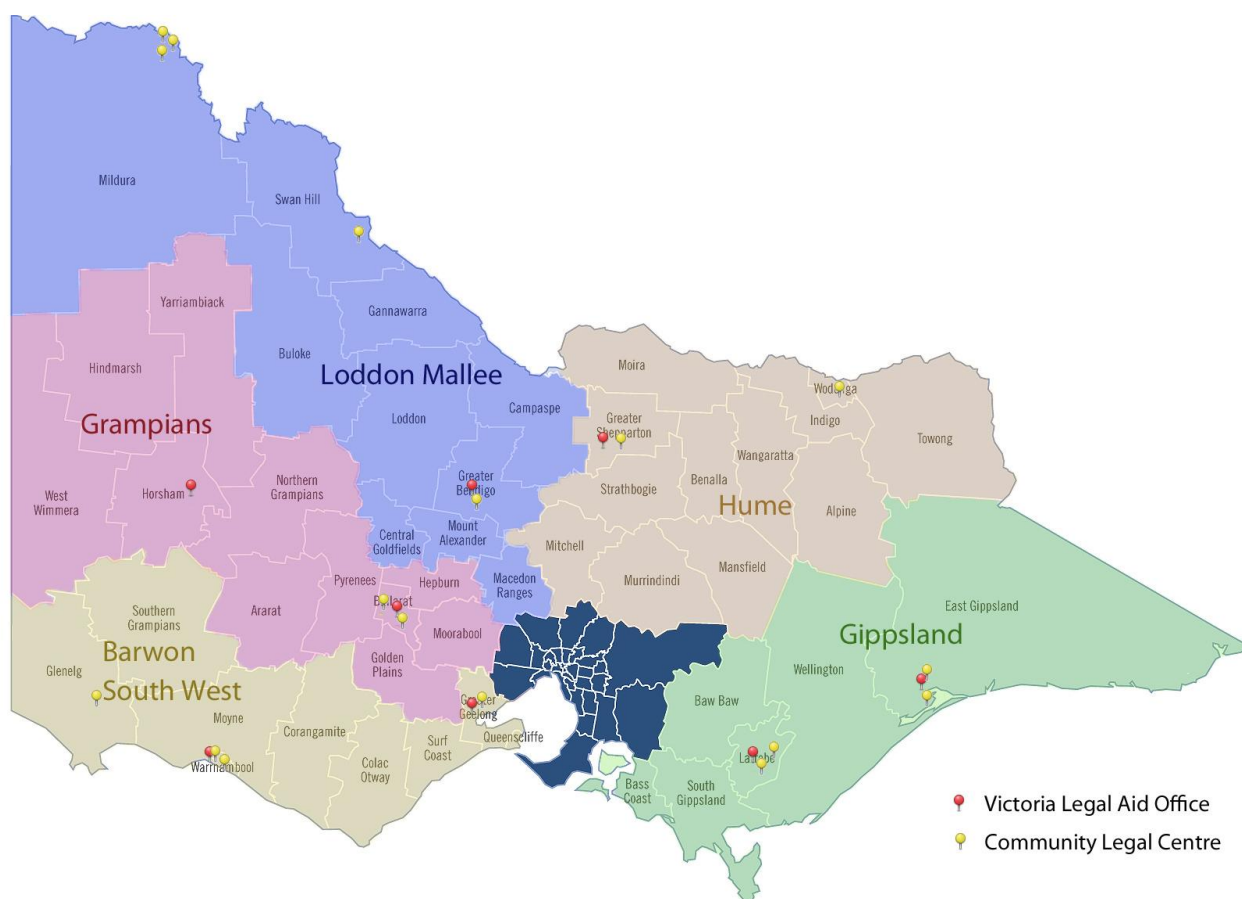 Mildura
Swan Hill
Yarriambiack
Gannawarra
Buloke
Hindmarsh
Moira
Loddon Mallee
Wodonga
Campaspe
Loddon
Greater
Shepparton
Indigo
Grampians
Towong
Wangaratta
Northern
Grampians
Greater
Bendigo
Benalla
Horsham
Strathbogie
West
Wimmera
Hume
Alpine
Mount
Alexander
Central
Goldfields
Mitchell
Mansfield
Pyrenees
Hepburn
Macedon
Ranges
Murrindindi
Ballarat
East Gippsland
Southern
Grampians
Ararat
Moorabool
Gippsland
Barwon
South West
Glenelg
Golden
Plains
Wellington
Baw Baw
Greater
Geelong
Moyne
Corangamite
Surf
Coast
Queenscliffe
Latrobe
Warrnambool
Colac
Otway
Bass
Coast
South
Gippsland
Victoria Legal Aid Office
Community Legal Centre